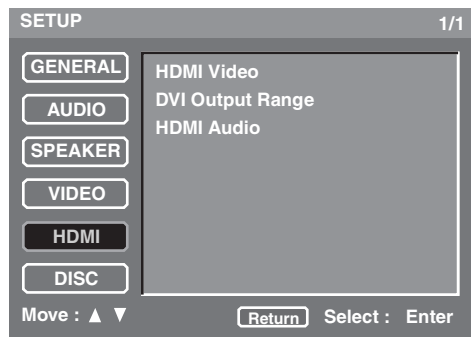 SETUP 1/1
GENERAL
AUDIO
SPEAKER
VIDEO
HDMI
DISC
HDMI Video
DVI Output Range
HDMI Audio
Move : ▲ ▼ Return Select : Enter